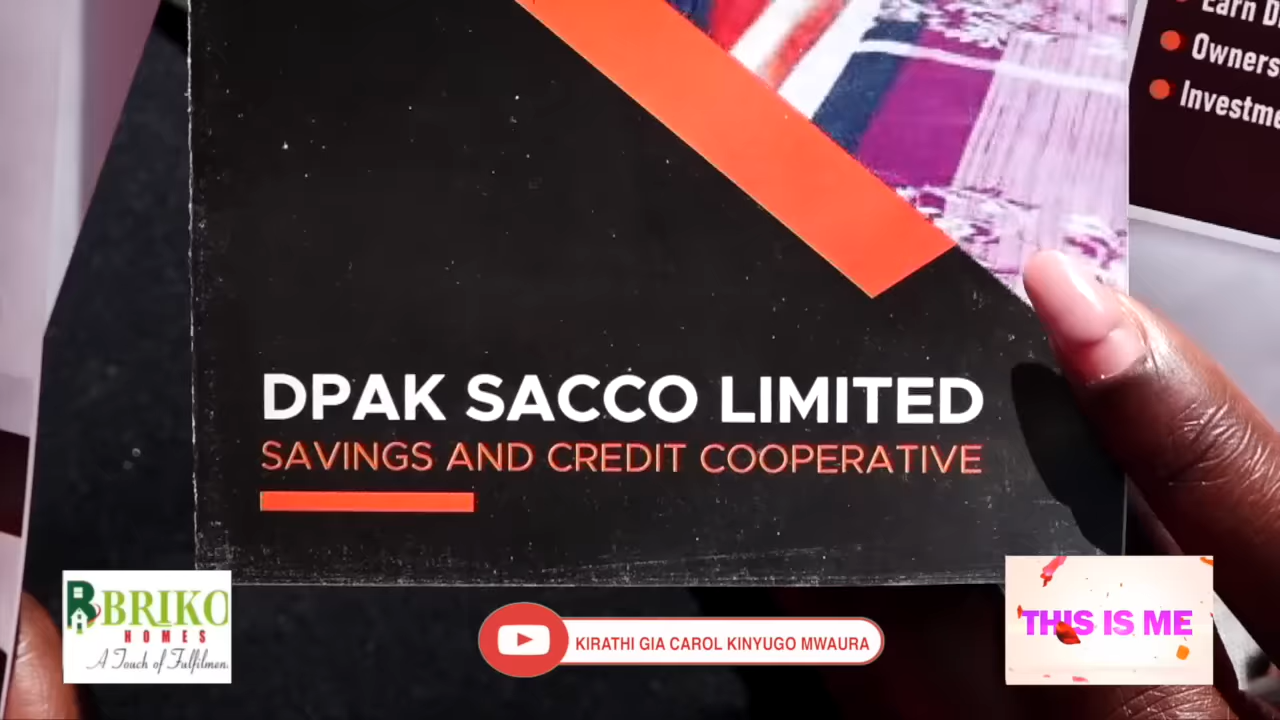 Earn
Owners
Investme
DPAK SACCO LIMITED
SAVINGS AND CREDIT COOPERATIVE
BRIKO
HOMES
A Touch of Fulfilmen
KIRATHI GIA CAROL KINYUGO MWAURA
THIS IS ME